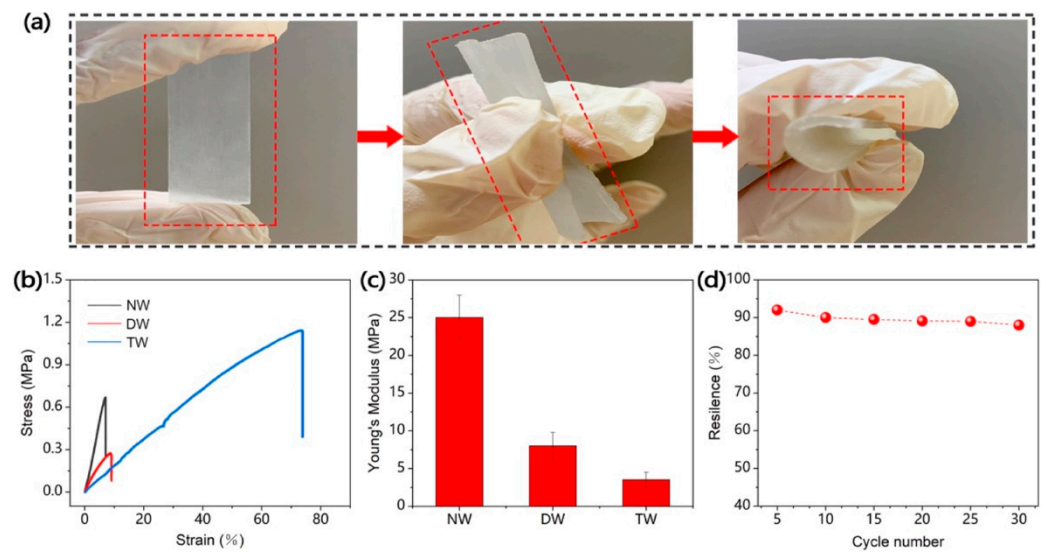 (a)
(b)
1.5
1.2
0.9
0.6
0.3
0.0
Stress (MPa)
NW
DW
TW
0 20 40 60 80
Strain (%)
(c)
30
25
20
15
10
5
0
Young's Modulus (MPa)
NW DW TW
(d)
100
90
80
70
60
50
40
Resilence (%)
5 10 15 20 25 30
Cycle number